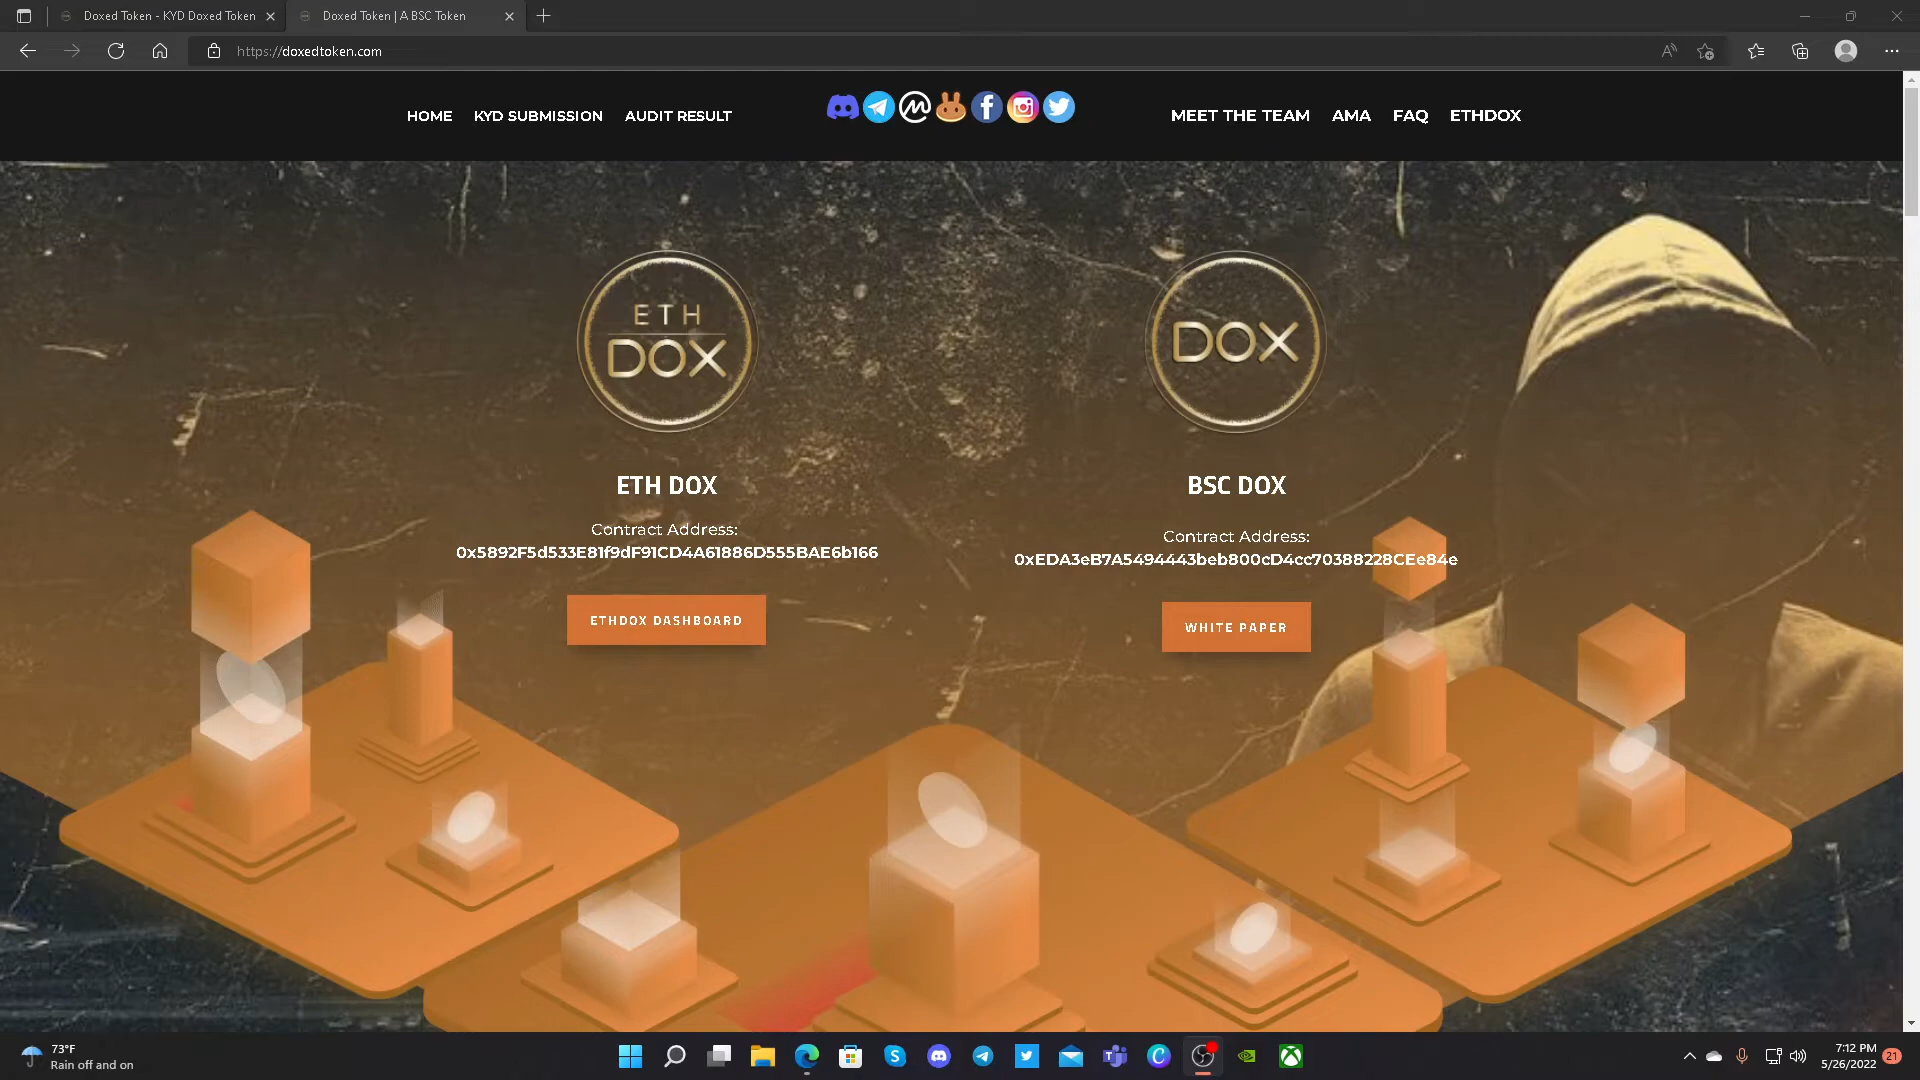 Doxed Token - KYD Doxed Token
Doxed Token | A BSC Token
https://doxedtoken.com
HOME
KYD SUBMISSION
AUDIT RESULT
MEET THE TEAM
AMA
FAQ
ETHDOX
ETH
DOX
DOX
ETH DOX
Contract Address:
0x5892F5d533E81f9dF91CD4A61886D555BAE6b166
ETHDOX DASHBOARD
BSC DOX
Contract Address:
0xEDA3eB7A5494443beb800cD4cc70388228CEe84e
WHITE PAPER
73°F
Rain off and on
7:12 PM
5/26/2022
21